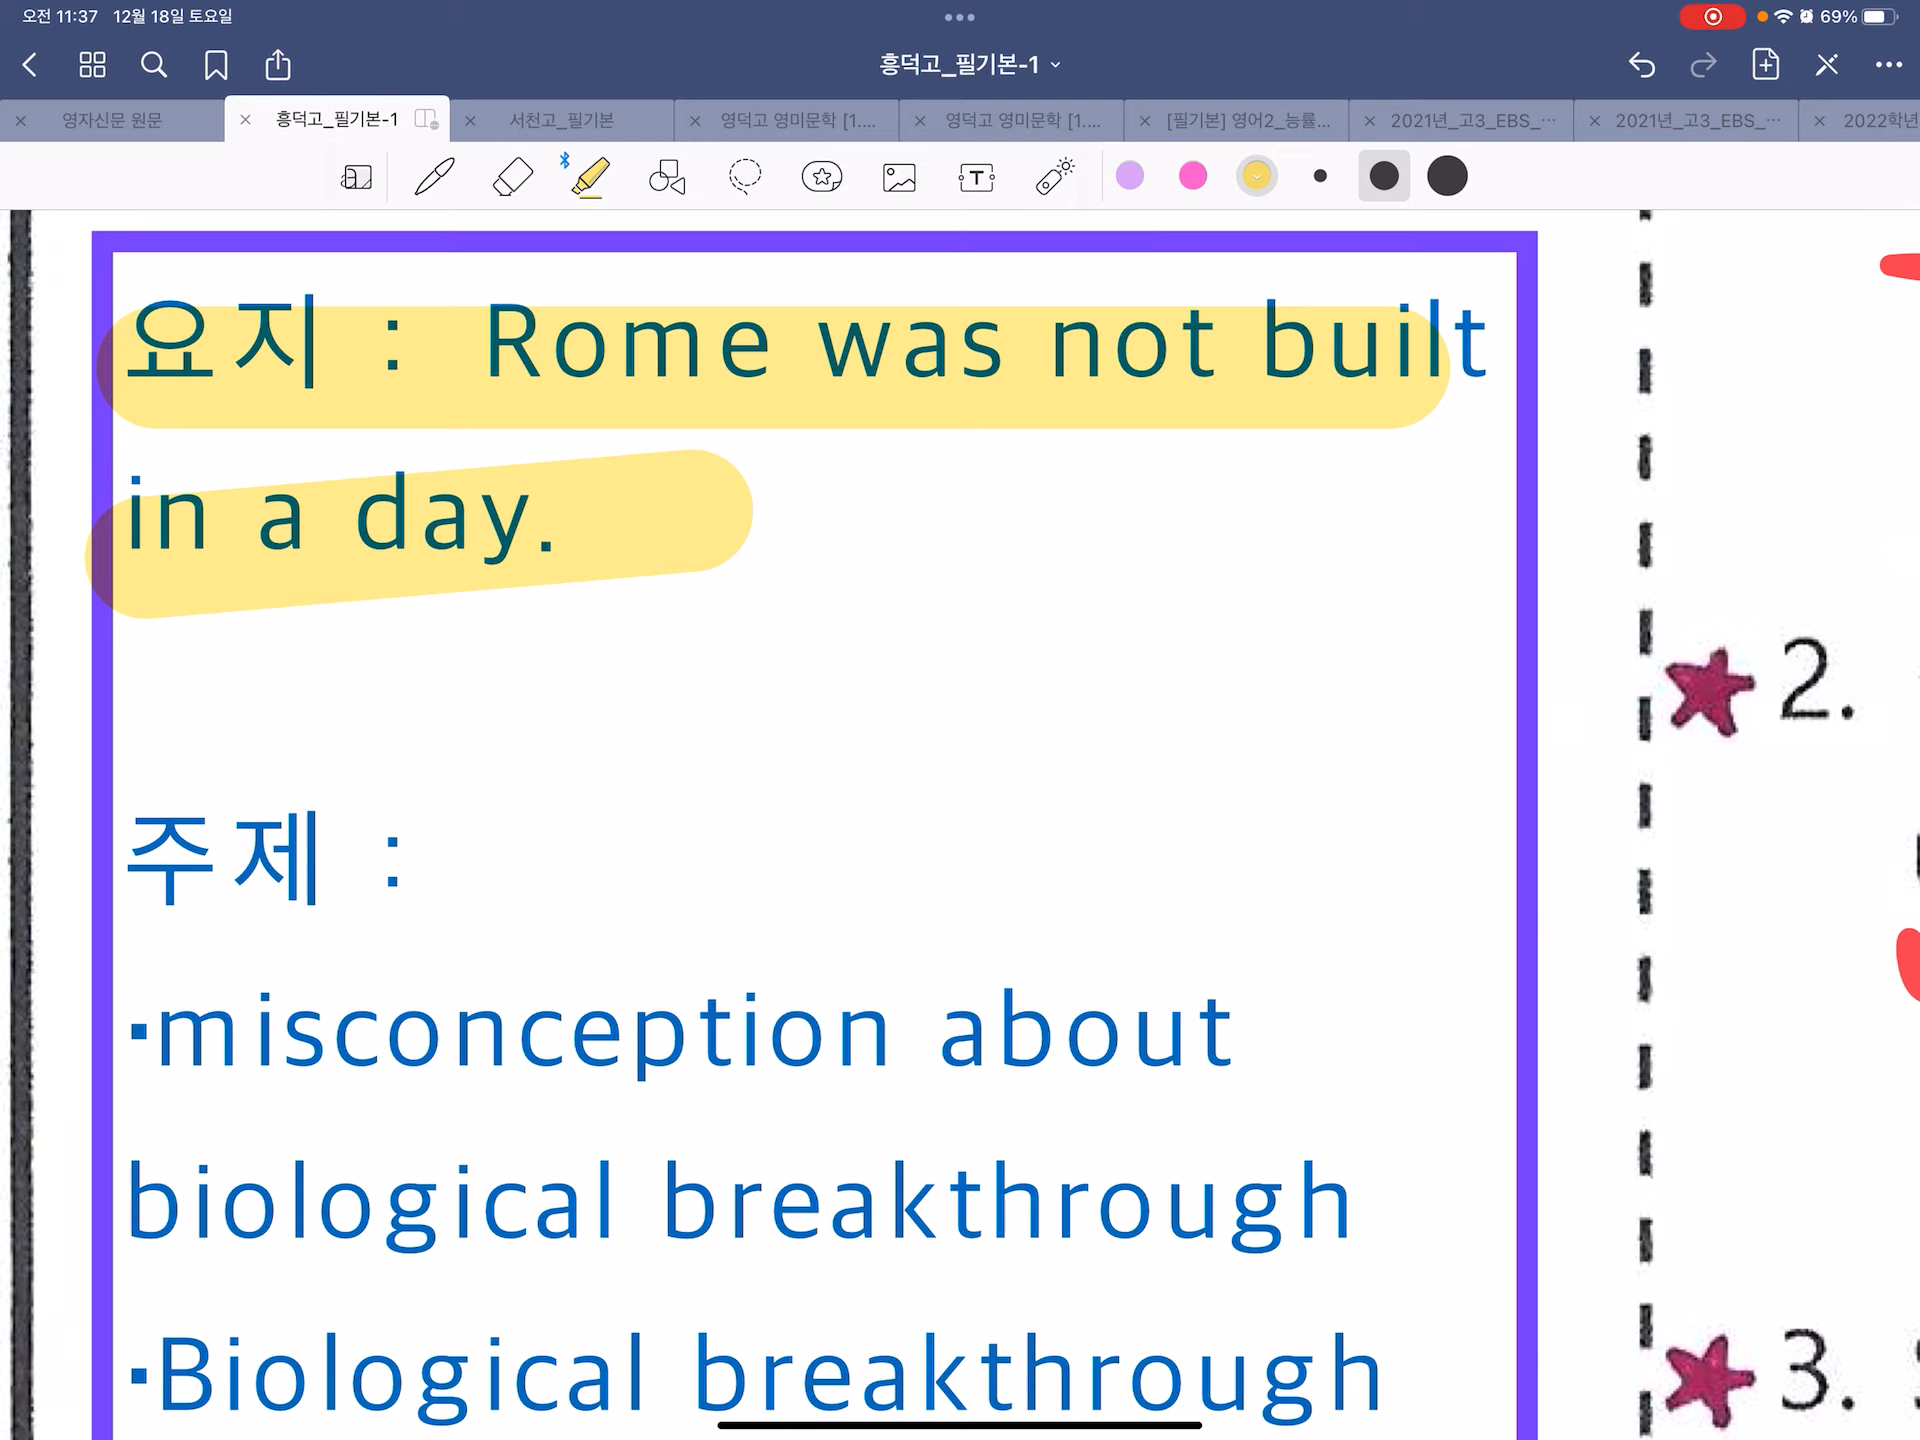 오전 11:37 12월 18일 토요일
69%
흥덕고_필기본-1
영자신문 원문
흥덕고_필기본-1
서천고_필기본
영덕고 영미문학 [1....
영덕고 영미문학 [1....
[필기본] 영어2_능률...
2021년_고3_EBS_...
2021년_고3_EBS_...
2022학년
요지 : Rome was not built
in a day.
주제 :
·misconception about
biological breakthrough
·Biological breakthrough
2.
3.